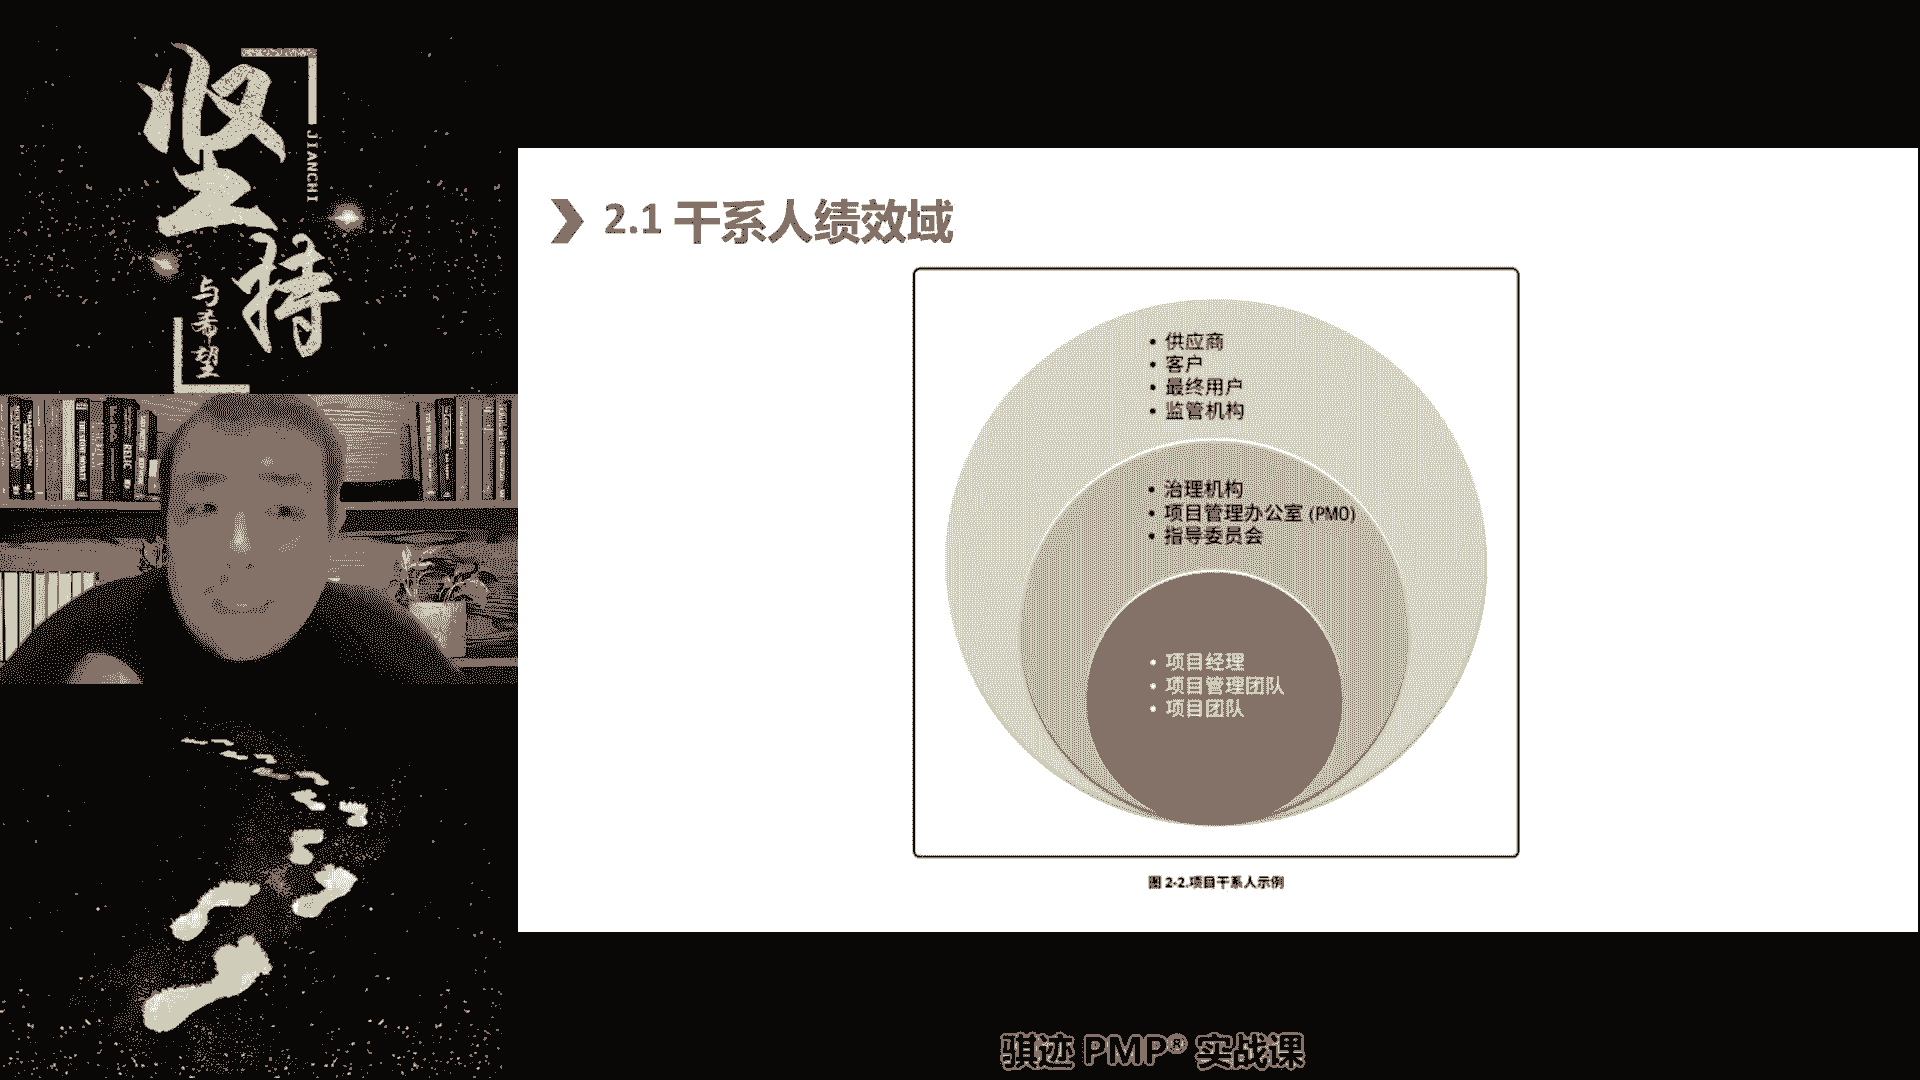 坚持
JIANCHI
与希望
2.1 干系人绩效域
• 供应商
• 客户
• 最终用户
• 监管机构
• 治理机构
• 项目管理办公室 (PMO)
• 指导委员会
• 项目经理
• 项目管理团队
• 项目团队
图 2-2.项目干系人示例
骐迹 PMP® 实战课